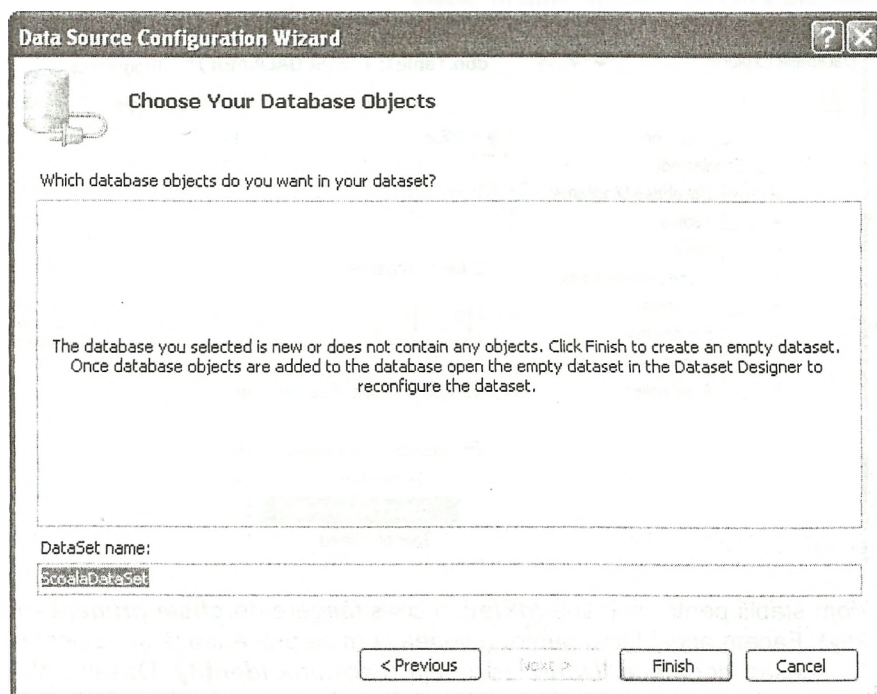 Data Source Configuration Wizard
Choose Your Database Objects
Which database objects do you want in your dataset?
The database you selected is new or does not contain any objects. Click Finish to create an empty dataset.
Once database objects are added to the database open the empty dataset in the Dataset Designer to
reconfigure the dataset.
DataSet name:
ScoalaDataSet
< Previous
Next >
Finish
Cancel